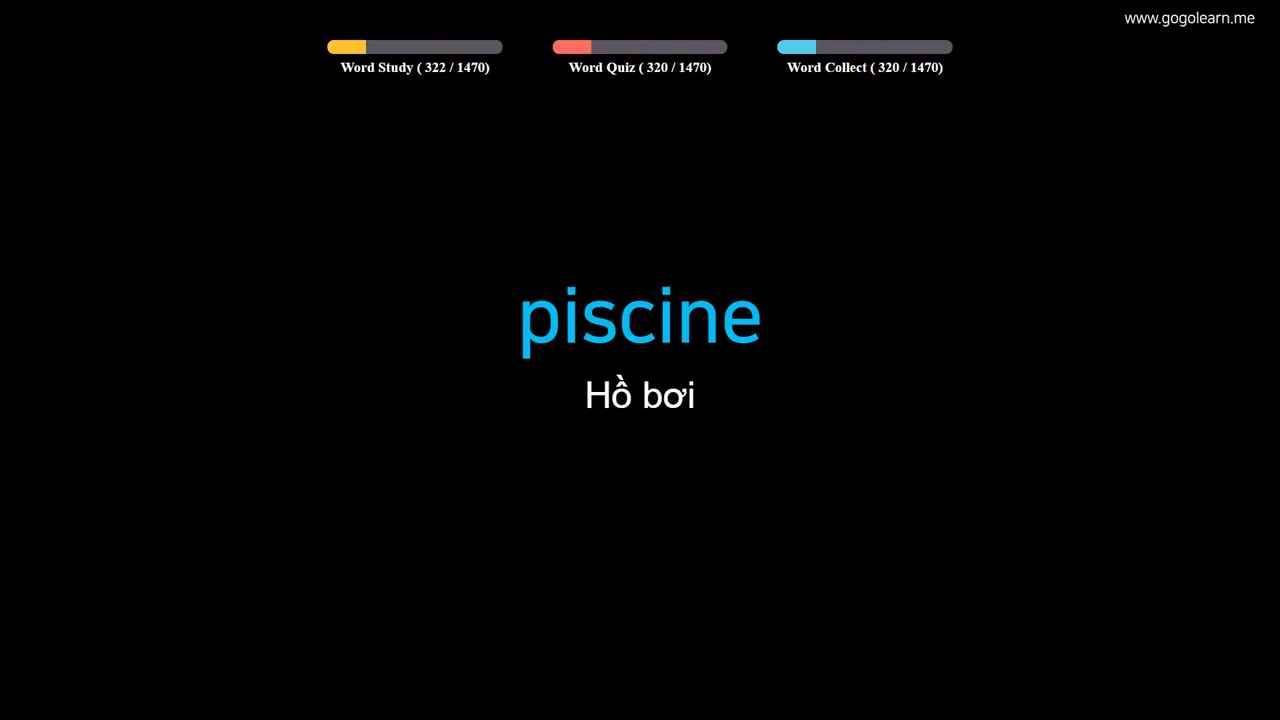 www.gogolearn.me
Word Study ( 322 / 1470)
Word Quiz ( 320 / 1470)
Word Collect ( 320 / 1470)
piscine
Hồ bơi